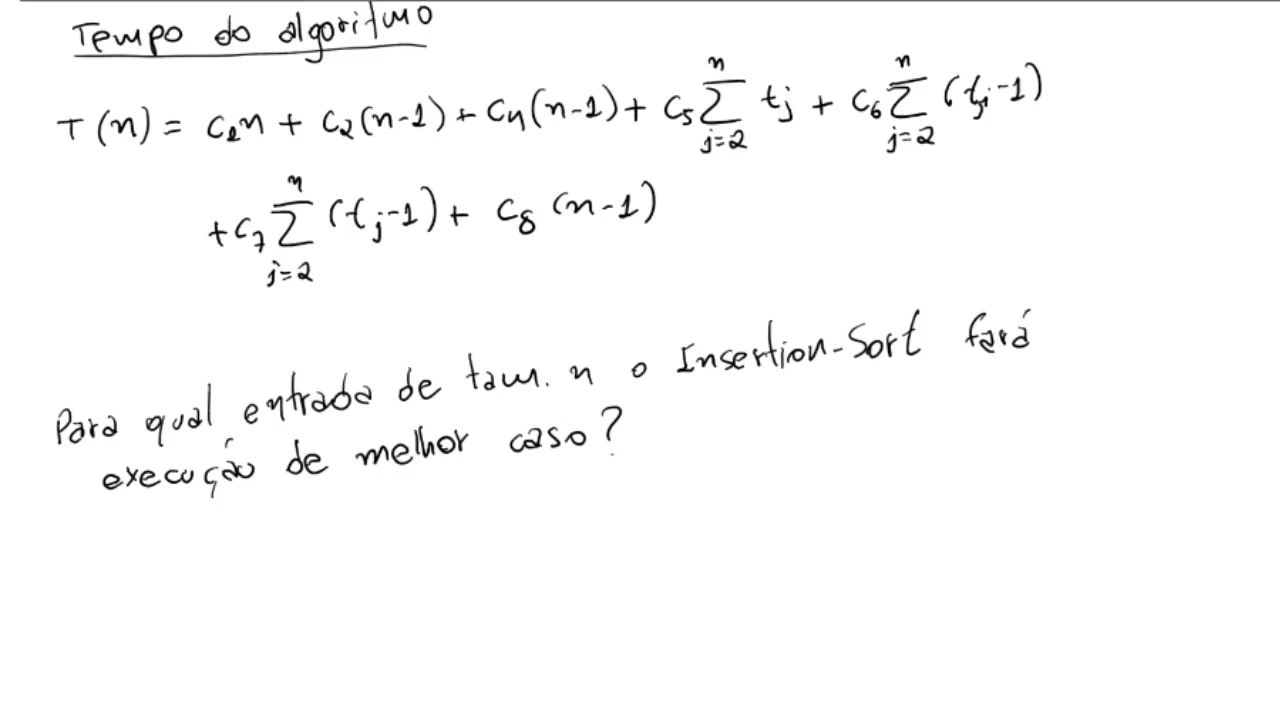 Tempo do algoritmo
T(n) = c₁n + c₂(n-1) + c₄(n-1) + c₅ ∑_{j=2}^{n} tj + c₆ ∑_{j=2}^{n} (tj-1)
+ c₇ ∑_{j=2}^{n} (tj-1) + c₈ (n-1)
Para qual entrada de tam. n o Insertion-Sort fará
execução de melhor caso?